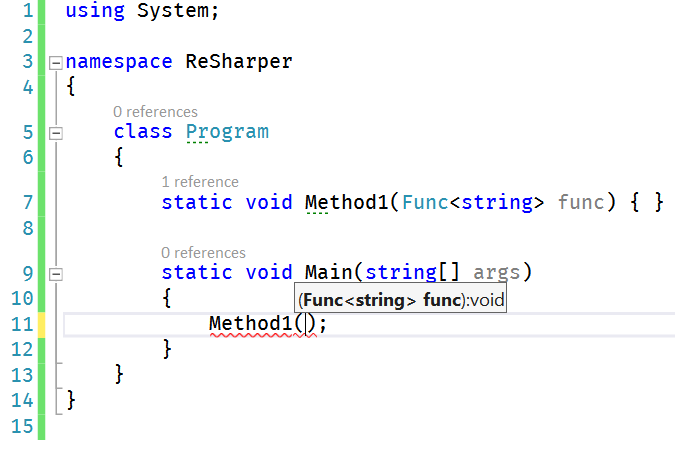 1 using System;
2
3 namespace ReSharper
4 {
0 references
5 class Program
6 {
1 reference
7 static void Method1(Func<string> func) { }
8
0 references
9 static void Main(string[] args)
10 {
(Func<string> func):void
11 Method1();
12 }
13 }
14 }
15